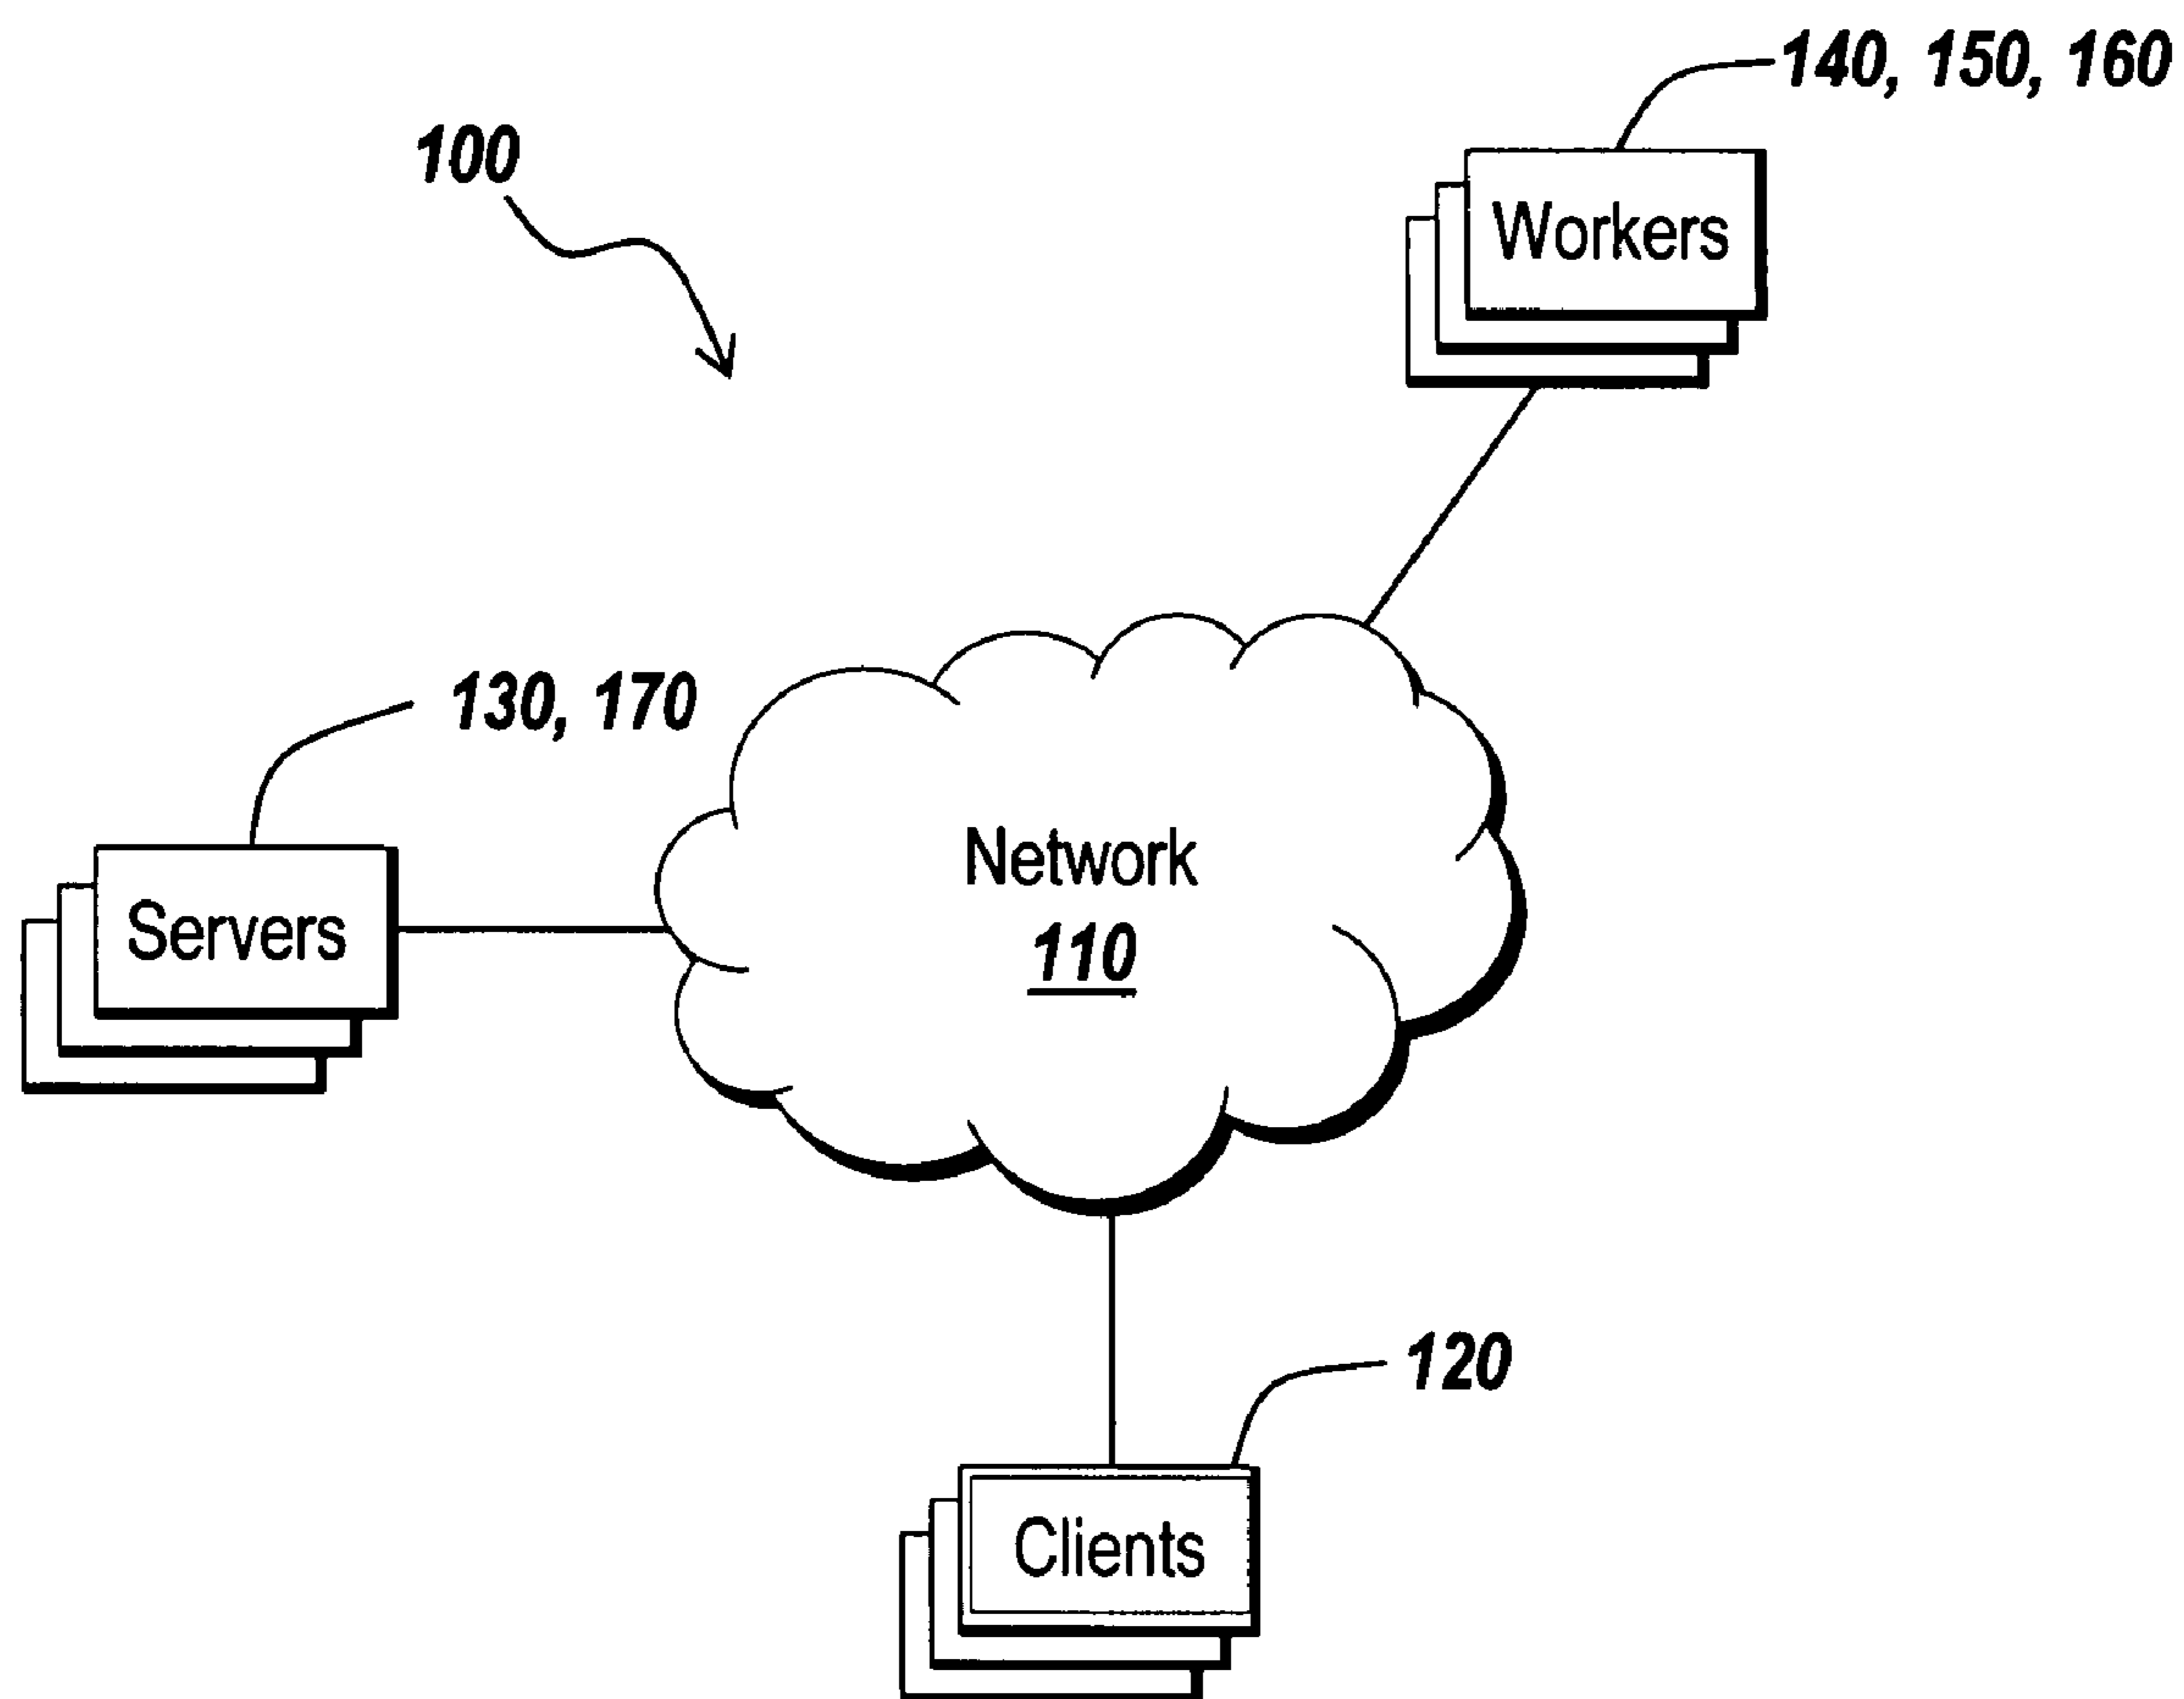 140, 150, 160
100
Workers
130, 170
Network
110
Servers
120
Clients